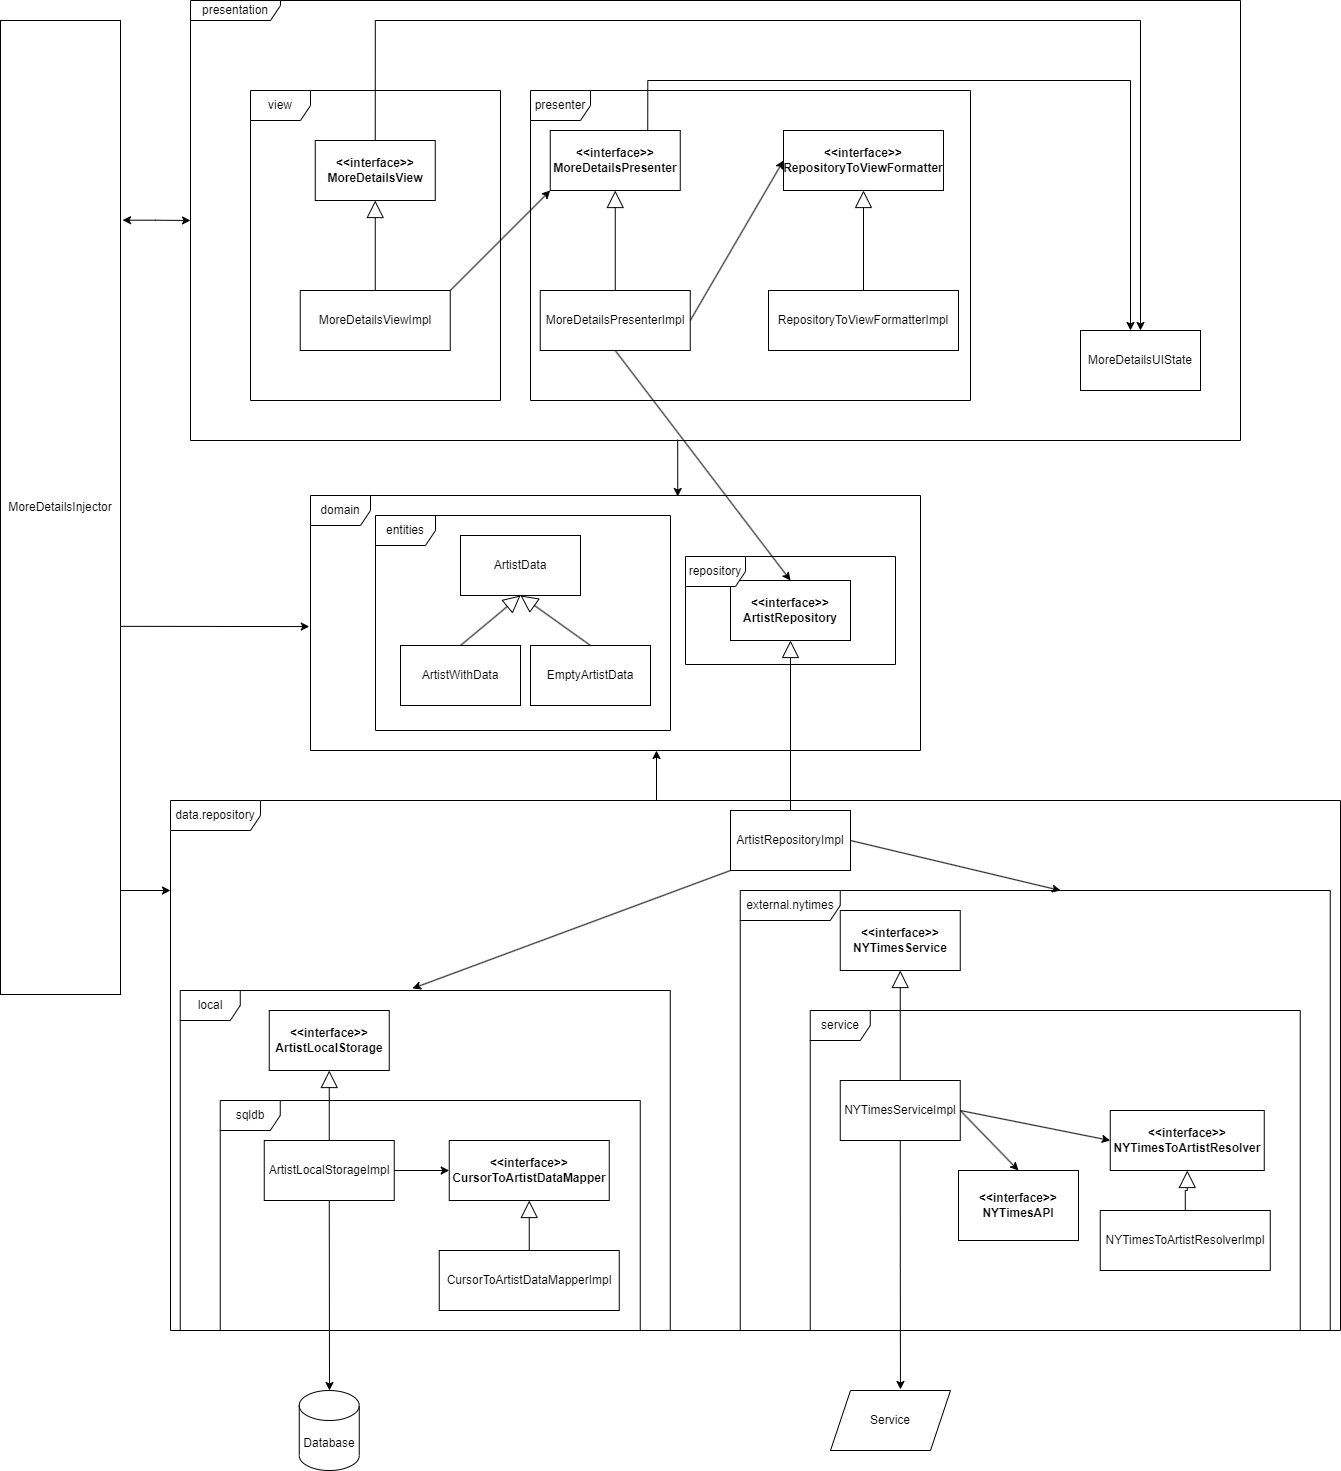 presentation
view
presenter
<<interface>>
MoreDetailsView
<<interface>>
MoreDetailsPresenter
<<interface>>
RepositoryToViewFormatter
MoreDetailsViewImpl
MoreDetailsPresenterImpl
RepositoryToViewFormatterImpl
MoreDetailsUIState
MoreDetailsInjector
domain
entities
ArtistData
repository
<<interface>>
ArtistRepository
ArtistWithData
EmptyArtistData
data.repository
ArtistRepositoryImpl
external.nytimes
<<interface>>
NYTimesService
local
<<interface>>
ArtistLocalStorage
service
sqldb
NYTimesServiceImpl
<<interface>>
NYTimesToArtistResolver
ArtistLocalStorageImpl
<<interface>>
CursorToArtistDataMapper
<<interface>>
NYTimesAPI
NYTimesToArtistResolverImpl
CursorToArtistDataMapperImpl
Database
Service